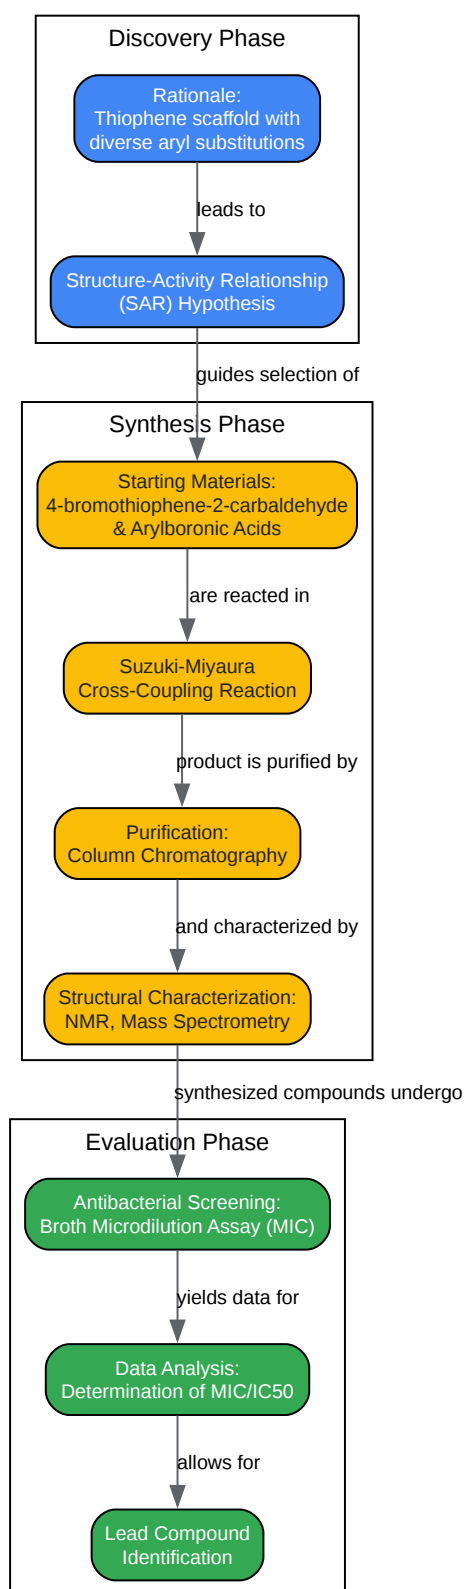 Discovery Phase
Rationale:
Thiophene scaffold with
diverse aryl substitutions
leads to
Structure-Activity Relationship
(SAR) Hypothesis
guides selection of
Synthesis Phase
Starting Materials:
4-bromothiophene-2-carbaldehyde
& Arylboronic Acids
are reacted in
Suzuki-Miyaura
Cross-Coupling Reaction
product is purified by
Purification:
Column Chromatography
and characterized by
Structural Characterization:
NMR, Mass Spectrometry
synthesized compounds undergo
Evaluation Phase
Antibacterial Screening:
Broth Microdilution Assay (MIC)
yields data for
Data Analysis:
Determination of MIC/IC50
allows for
Lead Compound
Identification